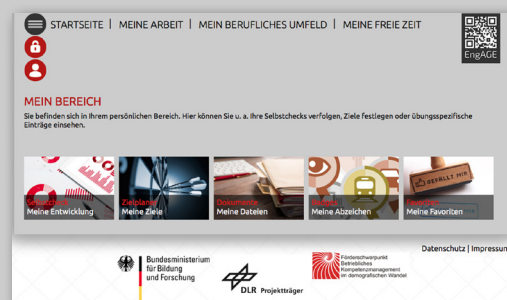 STARTSEITE | MEINE ARBEIT | MEIN BERUFLICHES UMFELD | MEINE FREIE ZEIT
EngAGE
MEIN BEREICH
Sie befinden sich in Ihrem persönlichen Bereich. Hier können Sie u. a. Ihre Selbstchecks verfolgen, Ziele festlegen oder übungsspezifische
Einträge einsehen.
Meine Entwicklung
Zielplaner
Meine Ziele
Dokumente
Meine Dateien
Meine Abzeichen
GEFÄLLT MIR
Meine Favoriten
Datenschutz | Impressum
Bundesministerium
für Bildung
und Forschung
DLR Projektträger
Förderschwerpunkt
Betriebliches
Kompetenzmanagement
im demografischen Wandel